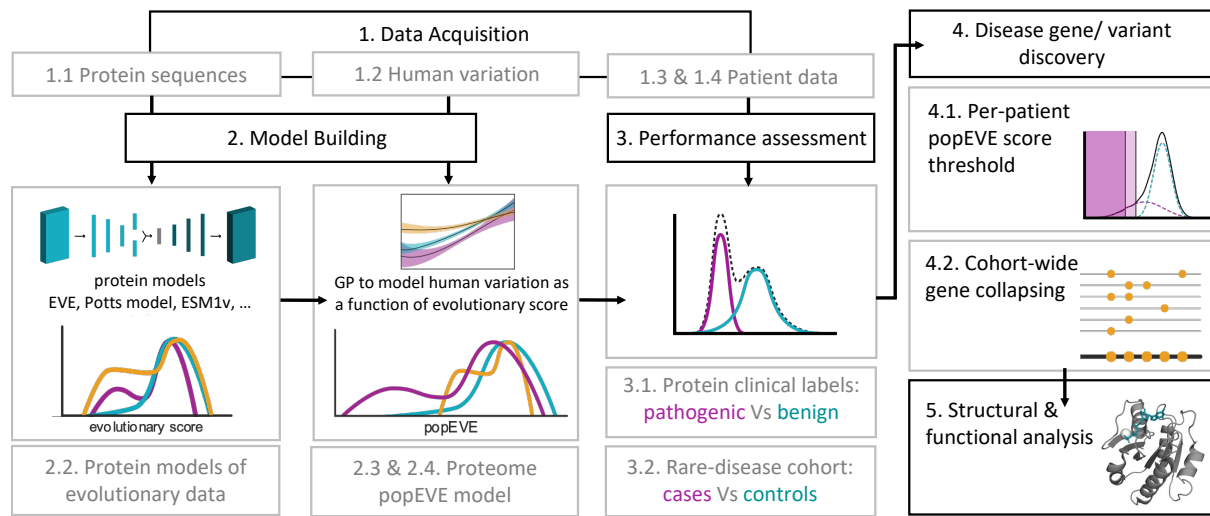 1. Data Acquisition
1.1 Protein sequences
1.2 Human variation
1.3 & 1.4 Patient data
2. Model Building
3. Performance assessment
protein models
EVE, Potts model, ESM1v, ...
evolutionary score
2.2. Protein models of
evolutionary data
GP to model human variation as
a function of evolutionary score
popEVE
2.3 & 2.4. Proteome
popEVE model
3.1. Protein clinical labels:
pathogenic Vs benign
3.2. Rare-disease cohort:
cases Vs controls
4. Disease gene/ variant
discovery
4.1. Per-patient
popEVE score
threshold
4.2. Cohort-wide
gene collapsing
5. Structural &
functional analysis